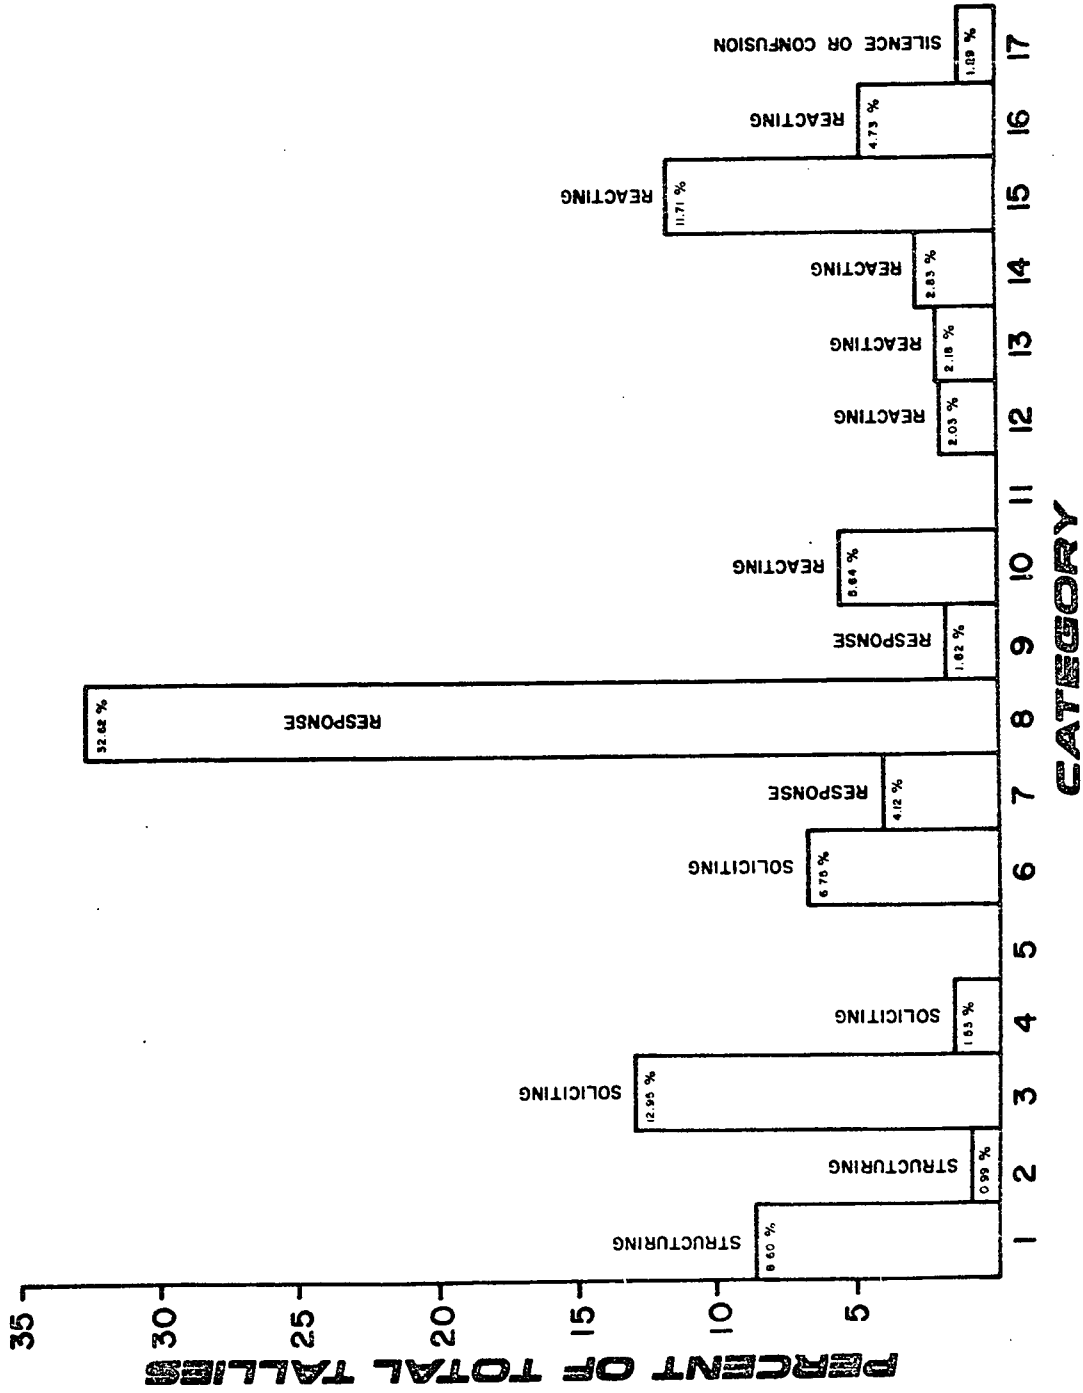 PERCENT OF TOTAL TALLIES
35
30
25
20
15
10
5
STRUCTURING
8.60 %
STRUCTURING
0.99 %
SOLICITING
12.95 %
SOLICITING
1.53 %
SOLICITING
6.75 %
RESPONSE
4.12 %
32.62 %
RESPONSE
RESPONSE
1.82 %
REACTING
5.64 %
REACTING
2.03 %
REACTING
2.18 %
REACTING
2.83 %
REACTING
11.71 %
REACTING
4.73 %
SILENCE OR CONFUSION
1.29 %
1 2 3 4 5 6 7 8 9 10 11 12 13 14 15 16 17
CATEGORY